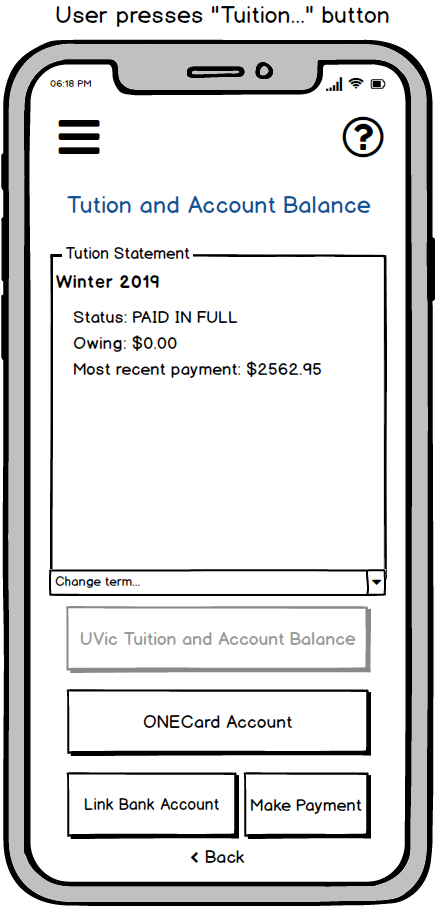 User presses "Tuition..." button
06:18 PM
?
Tution and Account Balance
Tution Statement
Winter 2019
Status: PAID IN FULL
Owing: $0.00
Most recent payment: $2562.95
Change term...
UVic Tuition and Account Balance
ONECard Account
Link Bank Account
Make Payment
< Back